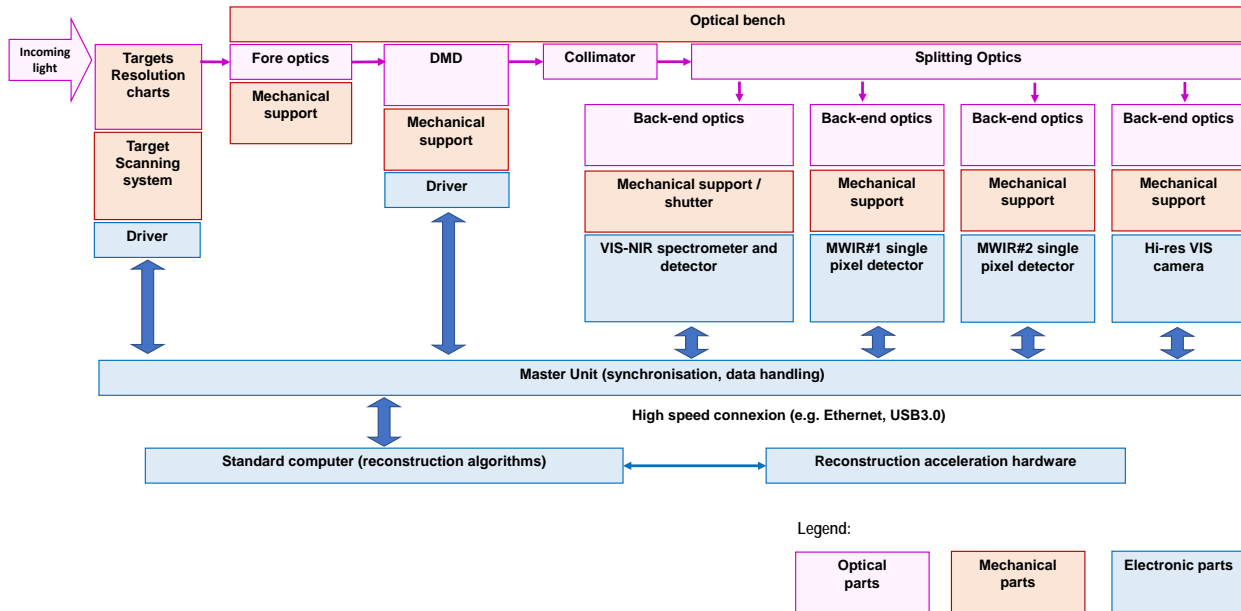 Optical bench
Incoming
light
Targets
Resolution
charts
Fore optics
DMD
Collimator
Splitting Optics
Mechanical
support
Mechanical
support
Target
Scanning
system
Driver
Driver
Back-end optics
Back-end optics
Back-end optics
Back-end optics
Mechanical support /
shutter
Mechanical
support
Mechanical
support
Mechanical
support
VIS-NIR spectrometer and
detector
MWIR#1 single
pixel detector
MWIR#2 single
pixel detector
Hi-res VIS
camera
Master Unit (synchronisation, data handling)
High speed connexion (e.g. Ethernet, USB3.0)
Standard computer (reconstruction algorithms)
Reconstruction acceleration hardware
Legend:
Optical
parts
Mechanical
parts
Electronic parts